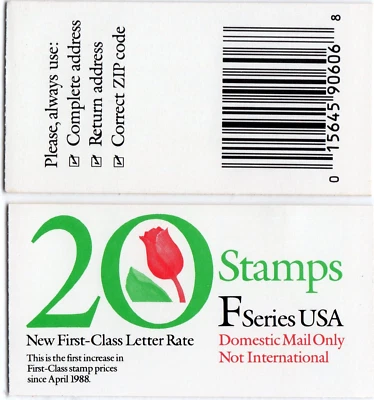 Please, always use:
☑ Complete address
☑ Return address
☑ Correct ZIP code
0 15645 90606 8
20 Stamps
F Series USA
New First-Class Letter Rate
Domestic Mail Only
Not International
This is the first increase in
First-Class stamp prices
since April 1988.